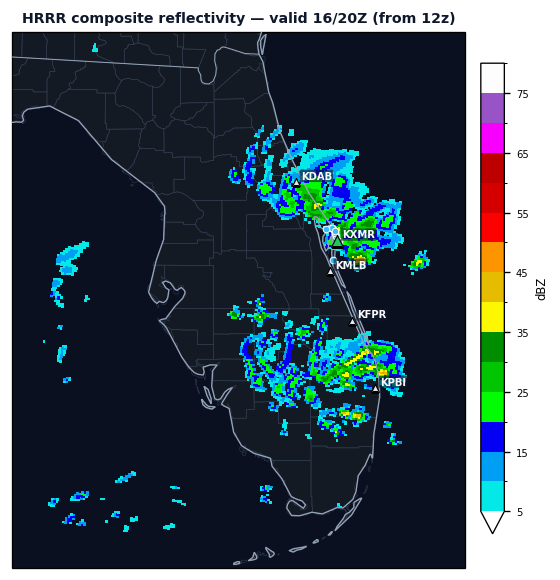 HRRR composite reflectivity — valid 16/20Z (from 12z)
KDAB
KXMR
KMLB
KFPR
KPBI
75
65
55
45
35
25
15
5
dBZ